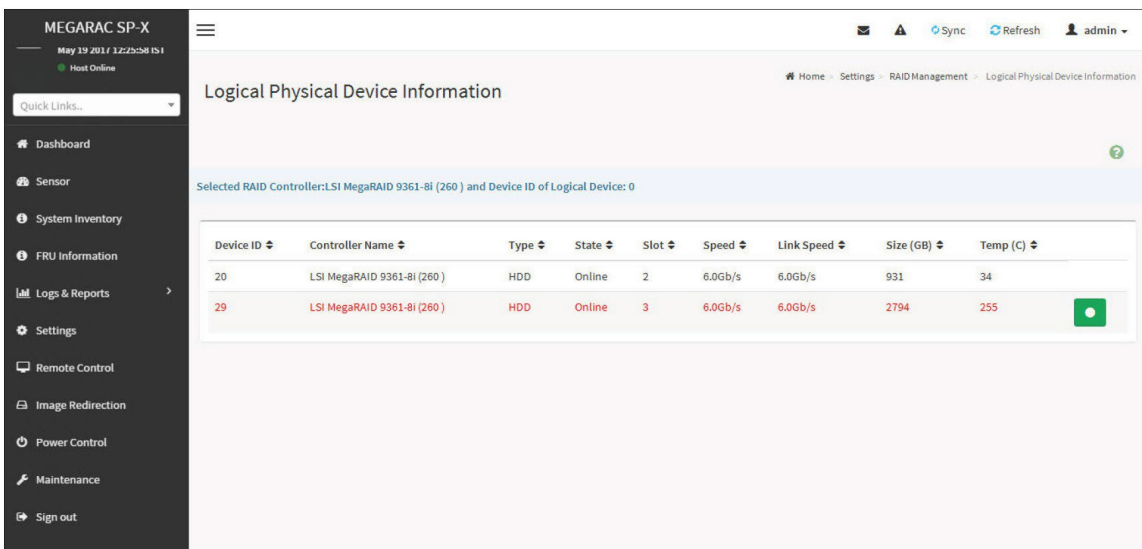 MEGARAC SP-X
May 19 2017 12:25:58 IST
Host Online
Quick Links..
Dashboard
Sensor
System Inventory
FRU Information
Logs & Reports
Settings
Remote Control
Image Redirection
Power Control
Maintenance
Sign out
Sync Refresh admin
Logical Physical Device Information
Home > Settings > RAID Management > Logical Physical Device Information
Selected RAID Controller:LSI MegaRAID 9361-8i (260 ) and Device ID of Logical Device: 0
Device ID Controller Name Type State Slot Speed Link Speed Size (GB) Temp (C)
20 LSI MegaRAID 9361-8i (260 ) HDD Online 2 6.0Gb/s 6.0Gb/s 931 34
29 LSI MegaRAID 9361-8i (260 ) HDD Online 3 6.0Gb/s 6.0Gb/s 2794 255